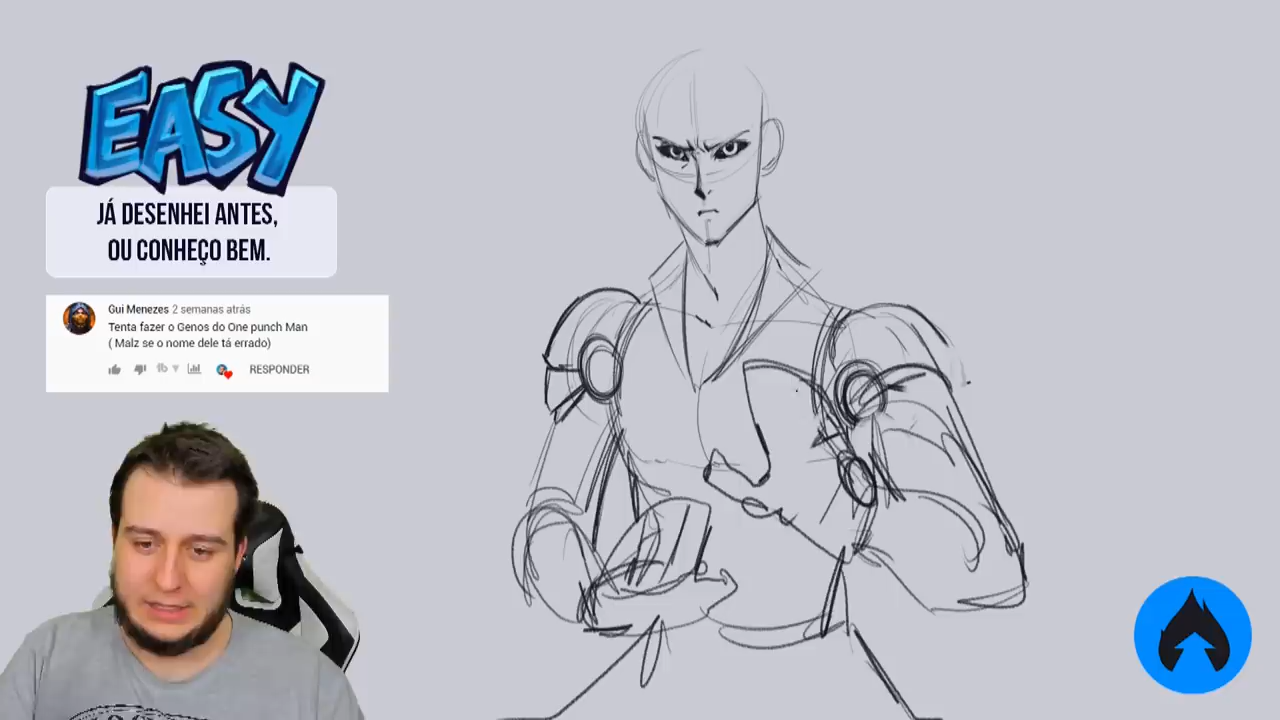 EASY
JÁ DESENHEI ANTES,
OU CONHEÇO BEM.
Gui Menezes 2 semanas atrás
Tenta fazer o Genos do One punch Man
( Malz se o nome dele tá errado)
RESPONDER